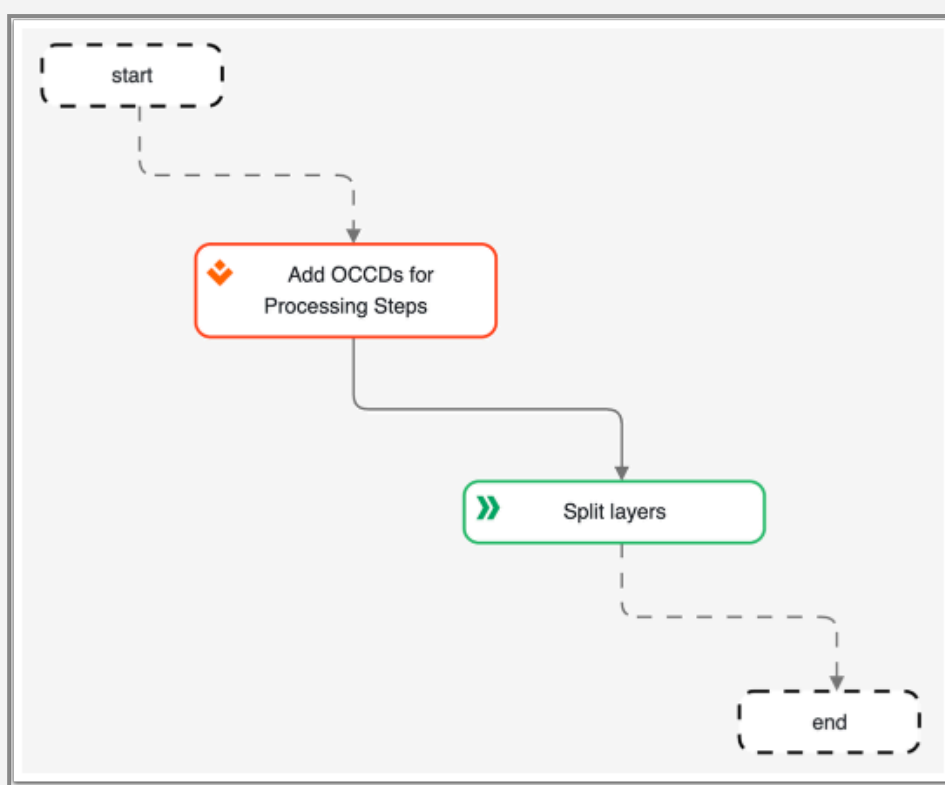 start
Add OCCDs for
Processing Steps
Split layers
end